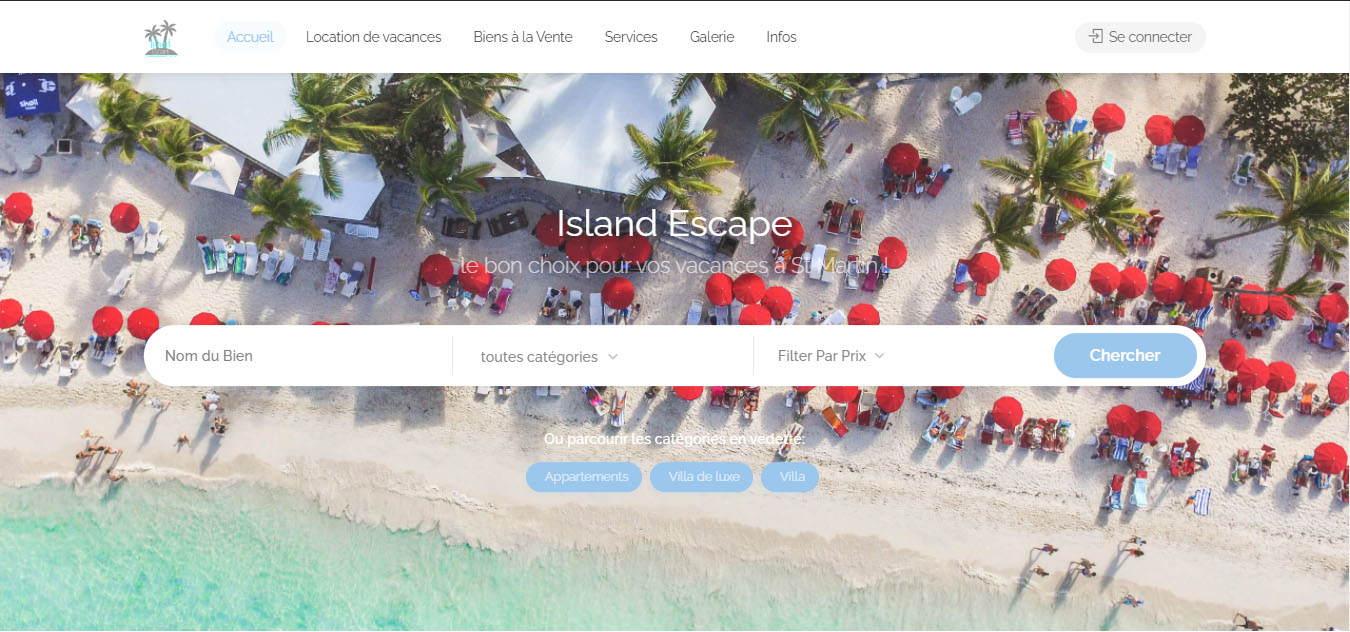 Accueil
Location de vacances
Biens à la Vente
Services
Galerie
Infos
Se connecter
Shell
Island Escape
le bon choix pour vos vacances à St Martin !
Nom du Bien
toutes catégories
Filter Par Prix
Chercher
Ou parcourir les catégories en vedette:
Appartements
Villa de luxe
Villa